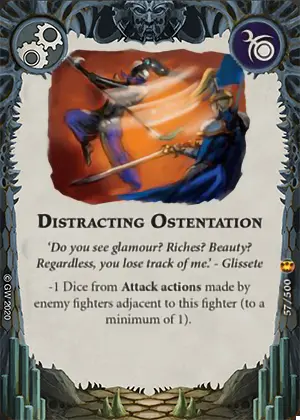 DISTRACTING OSTENTATION
'Do you see glamour? Riches? Beauty?
Regardless, you lose track of me.' - Glissete
-1 Dice from Attack actions made by
enemy fighters adjacent to this fighter (to a
minimum of 1).
© GW 2020
57/500